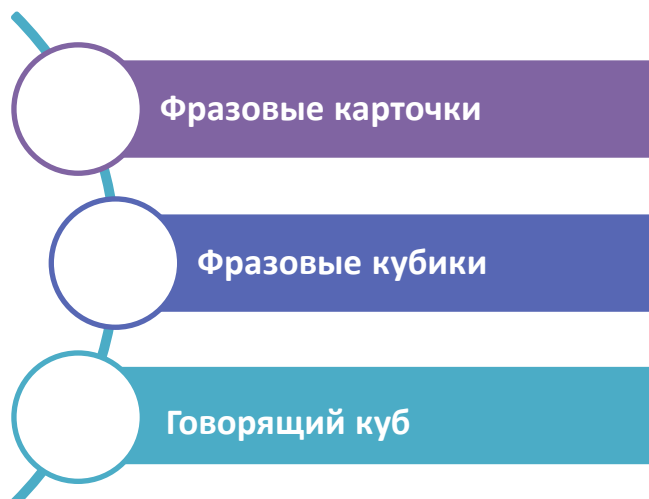 Фразовые карточки
Фразовые кубики
Говорящий куб